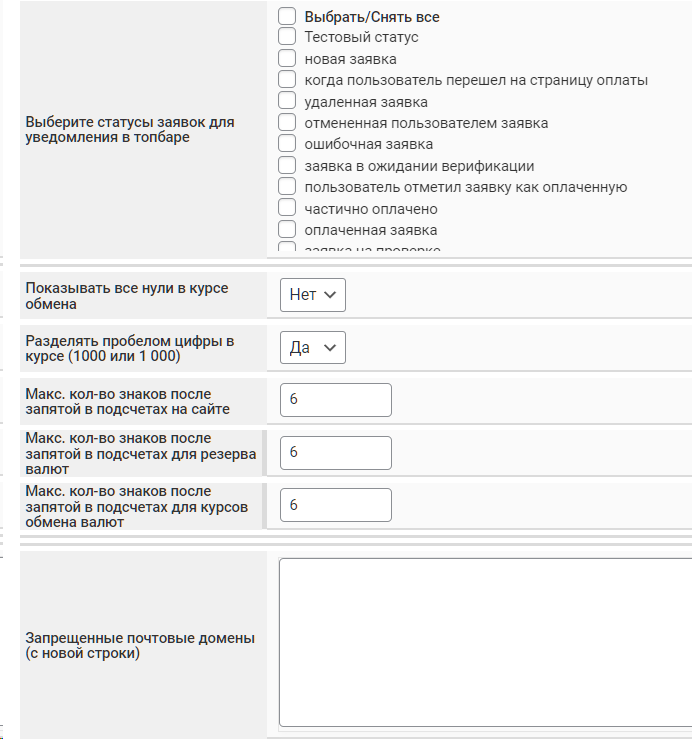 Выберите статусы заявок для
уведомления в топбаре
Выбрать/Снять все
Тестовый статус
новая заявка
когда пользователь перешел на страницу оплаты
удаленная заявка
отмененная пользователем заявка
ошибочная заявка
заявка в ожидании верификации
пользователь отметил заявку как оплаченную
частично оплачено
оплаченная заявка
заявка на проверке
Показывать все нули в курсе
обмена
Нет
Разделять пробелом цифры в
курсе (1000 или 1 000)
Да
Макс. кол-во знаков после
запятой в подсчетах на сайте
6
Макс. кол-во знаков после
запятой в подсчетах для резерва
валют
6
Макс. кол-во знаков после
запятой в подсчетах для курсов
обмена валют
6
Запрещенные почтовые домены
(с новой строки)